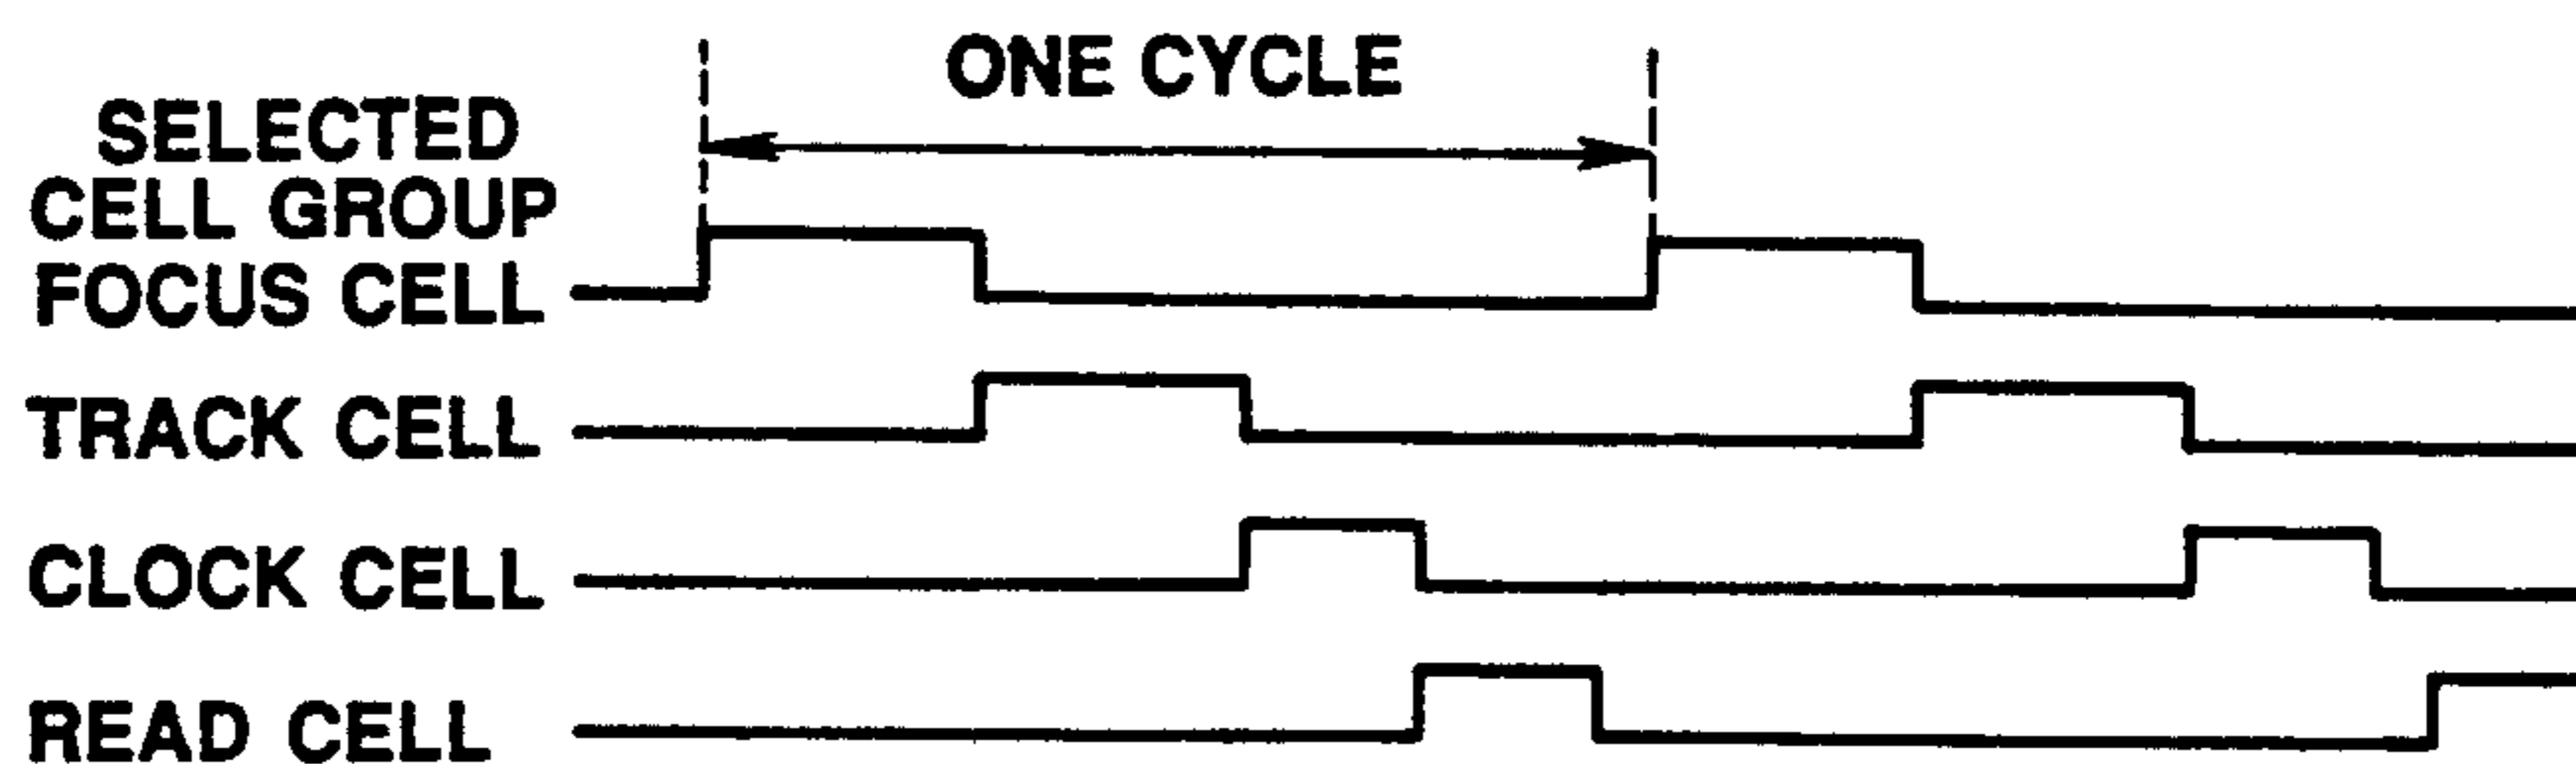 ONE CYCLE
SELECTED
CELL GROUP
FOCUS CELL
TRACK CELL
CLOCK CELL
READ CELL